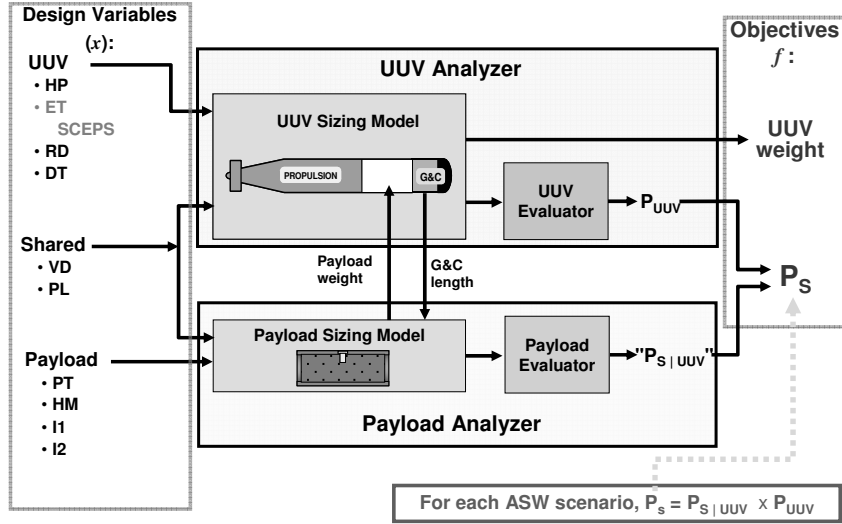 Design Variables
(x):
UUV
• HP
• ET
SCEPS
• RD
• DT
Shared
• VD
• PL
Payload
• PT
• HM
• I1
• I2
UUV Analyzer
UUV Sizing Model
PROPULSION
G&C
UUV
Evaluator
P_UUV
Payload
weight
G&C
length
Payload Sizing Model
Payload
Evaluator
"P_S | UUV"
Payload Analyzer
Objectives
f :
UUV
weight
P_S
For each ASW scenario, P_s = P_S | UUV x P_UUV